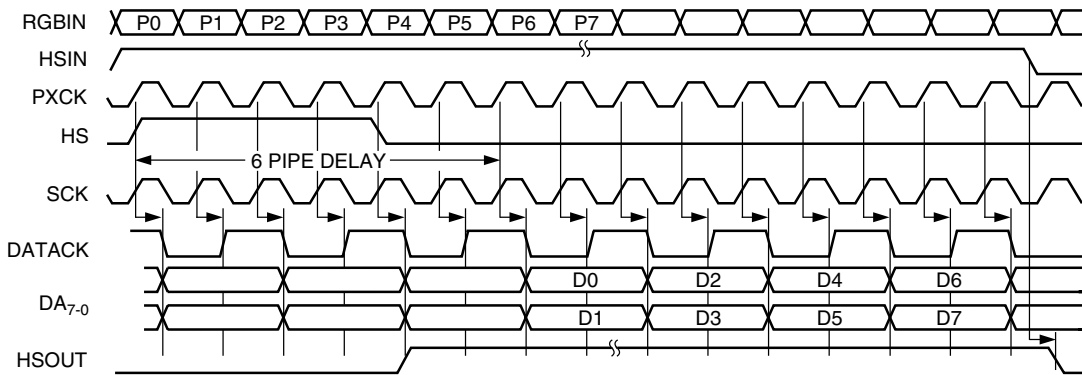 RGBIN P0 P1 P2 P3 P4 P5 P6 P7
HSIN
PXCK
HS
6 PIPE DELAY
SCK
DATACK
D0 D2 D4 D6
DA7-0
D1 D3 D5 D7
HSOUT